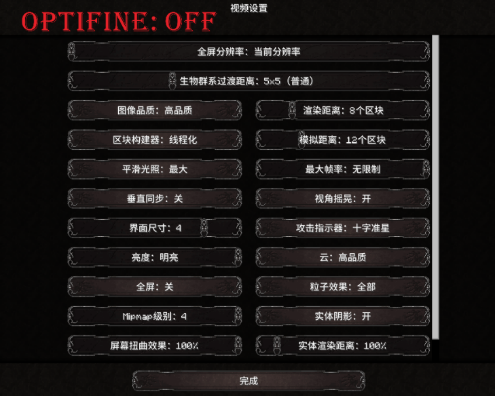 视频设置
OPTIFINE: OFF
全屏分辨率：当前分辨率
生物群系过渡距离：5x5（普通）
图像品质：高品质
渲染距离：8个区块
区块构建器：线程化
模拟距离：12个区块
平滑光照：最大
最大帧率：无限制
垂直同步：关
视角摇晃：开
界面尺寸：4
攻击指示器：十字准星
亮度：明亮
云：高品质
全屏：关
粒子效果：全部
Mipmap级别：4
实体阴影：开
屏幕扭曲效果：100%
实体渲染距离：100%
完成